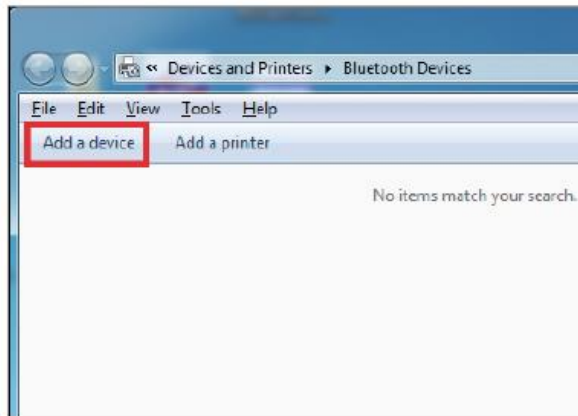 « Devices and Printers ▸ Bluetooth Devices
File Edit View Tools Help
Add a device Add a printer
No items match your search.